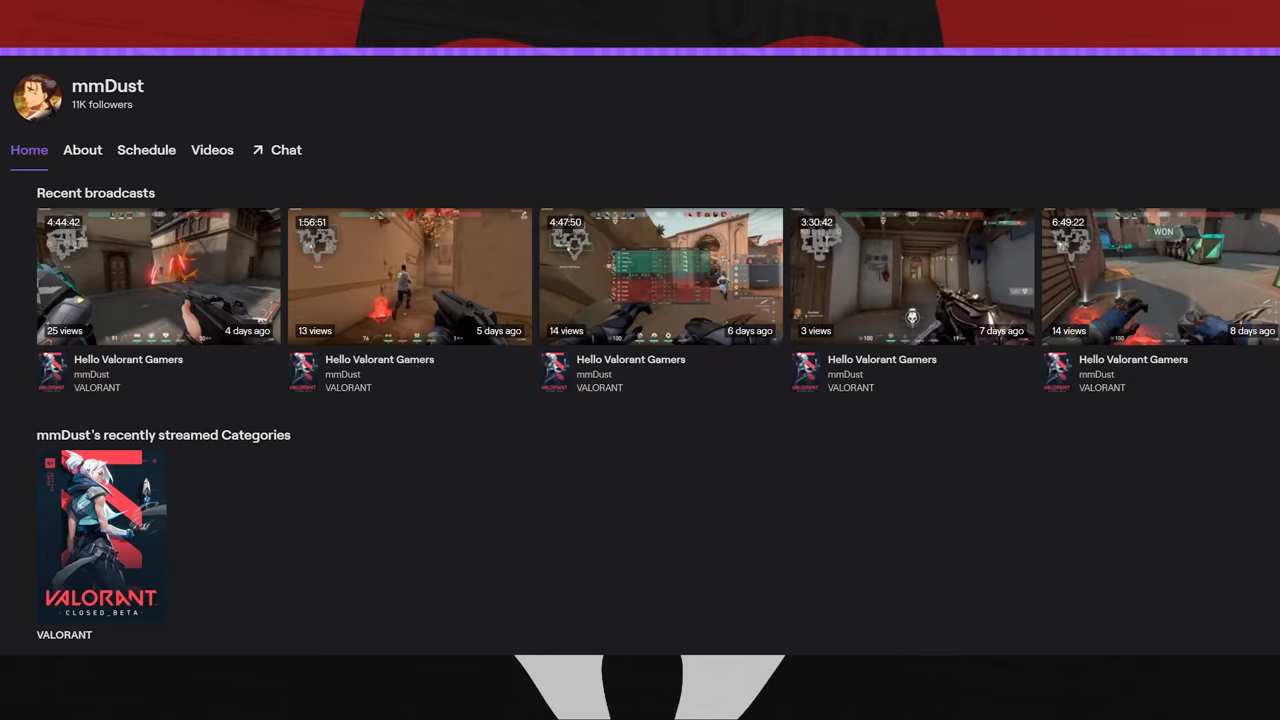 mmDust
11K followers
Home About Schedule Videos Chat
Recent broadcasts
4:44:42
25 views
4 days ago
Hello Valorant Gamers
mmDust
VALORANT
1:56:51
13 views
5 days ago
Hello Valorant Gamers
mmDust
VALORANT
4:47:50
14 views
6 days ago
Hello Valorant Gamers
mmDust
VALORANT
3:30:42
3 views
7 days ago
Hello Valorant Gamers
mmDust
VALORANT
6:49:22
WON
14 views
8 days ago
Hello Valorant Gamers
mmDust
VALORANT
mmDust's recently streamed Categories
VALORANT
CLOSED_BETA
VALORANT